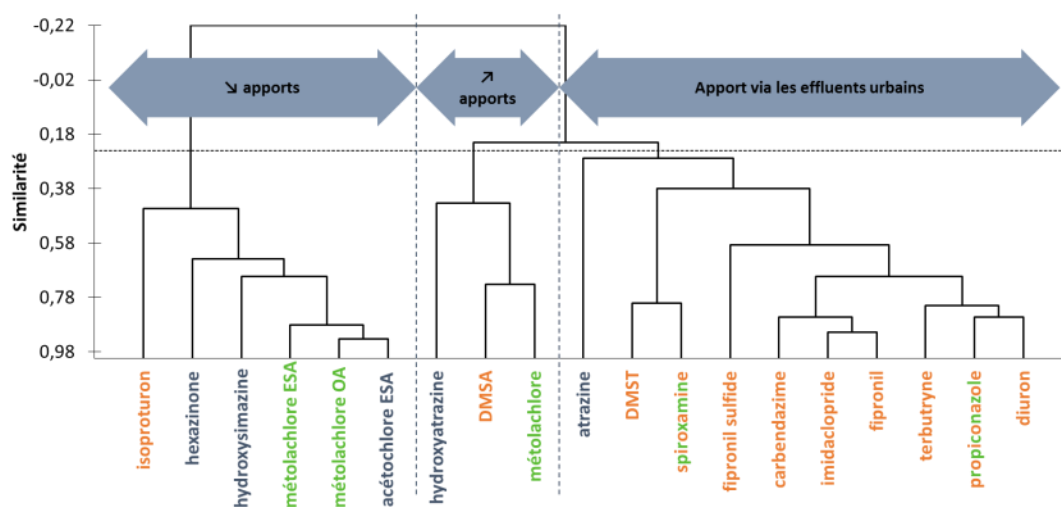 -0,22
-0,02
0,18
0,38
0,58
0,78
0,98
Similarité
↘ apports
↗
apports
Apport via les effluents urbains
isoproturon
hexazinone
hydroxysimazine
métolachlore ESA
métolachlore OA
acétochlore ESA
hydroxyatrazine
DMSA
métolachlore
atrazine
DMST
spiroxamine
fipronil sulfide
carbendazime
imidaclopride
fipronil
terbutryne
propiconazole
diuron